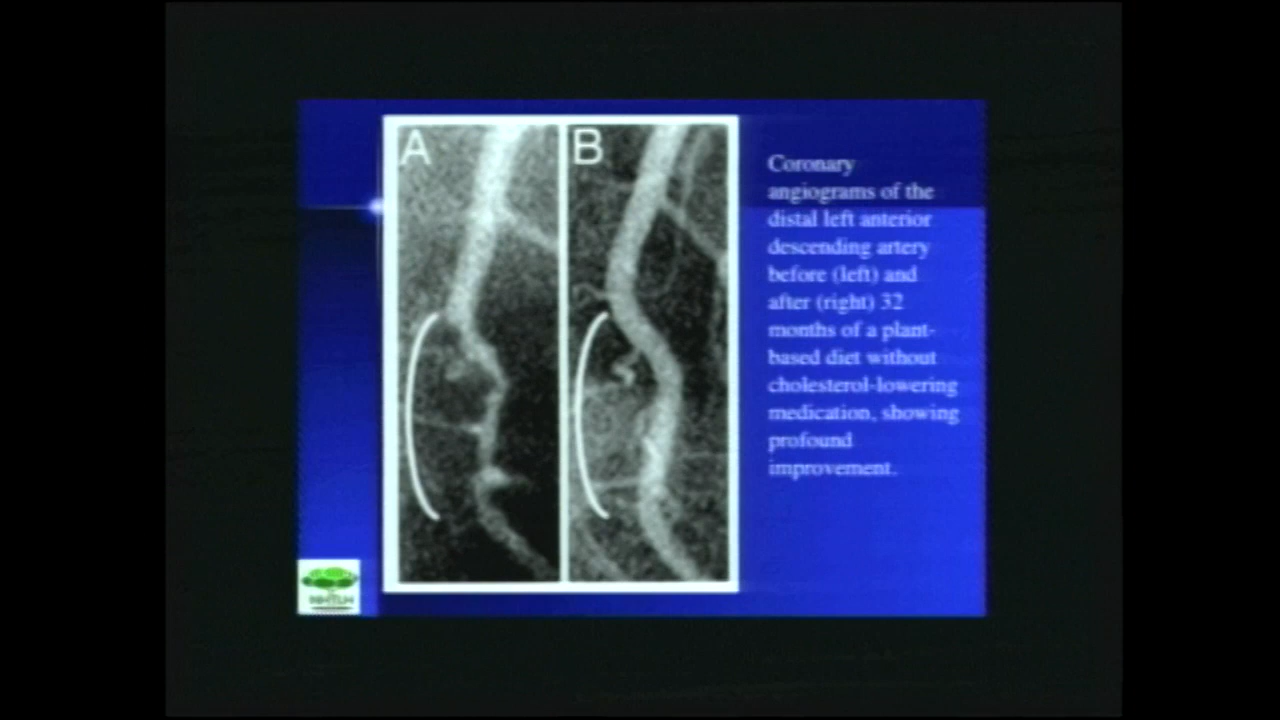 A
B
Coronary
angiograms of the
distal left anterior
descending artery
before (left) and
after (right) 32
months of a plant-
based diet without
cholesterol-lowering
medication, showing
profound
improvement.